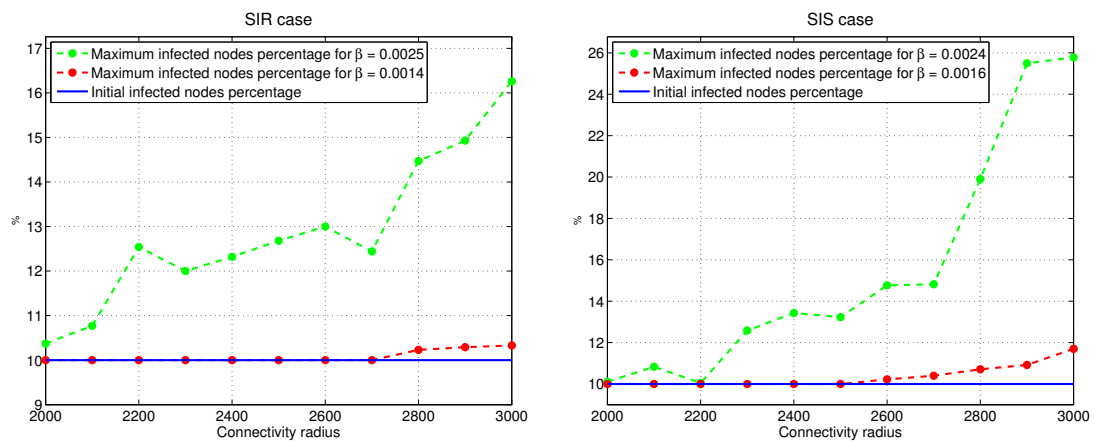 SIR case
Maximum infected nodes percentage for β = 0.0025
Maximum infected nodes percentage for β = 0.0014
Initial infected nodes percentage
17
16
15
14
13
12
11
10
9
%
2000 2200 2400 2600 2800 3000
Connectivity radius
SIS case
Maximum infected nodes percentage for β = 0.0024
Maximum infected nodes percentage for β = 0.0016
Initial infected nodes percentage
26
24
22
20
18
16
14
12
10
%
2000 2200 2400 2600 2800 3000
Connectivity radius